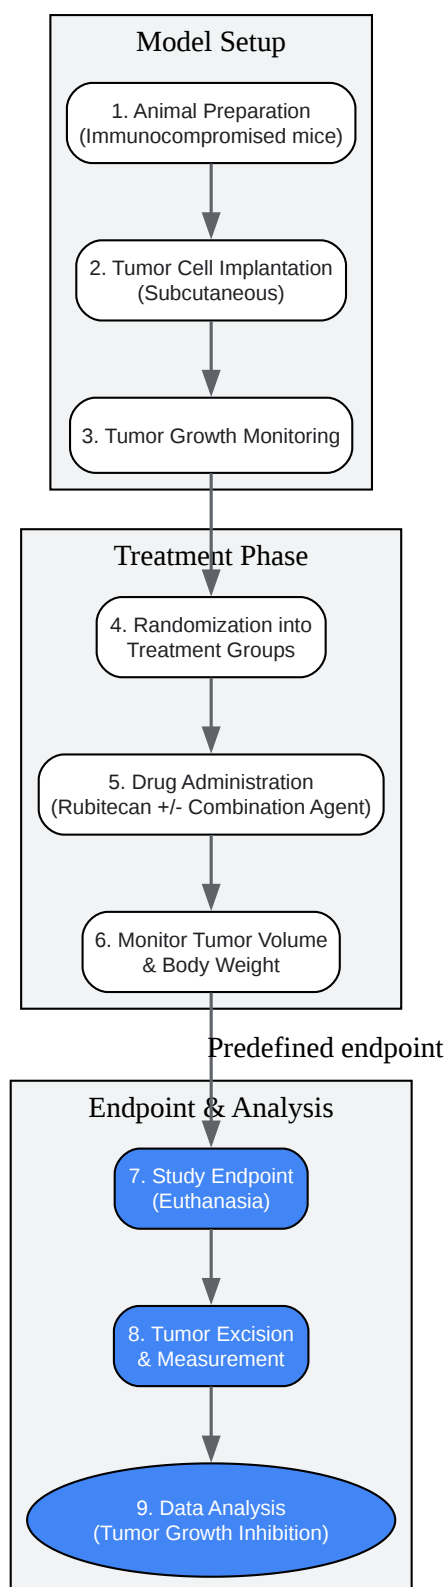 Model Setup
1. Animal Preparation
(Immunocompromised mice)
2. Tumor Cell Implantation
(Subcutaneous)
3. Tumor Growth Monitoring
Treatment Phase
4. Randomization into
Treatment Groups
5. Drug Administration
(Rubitecan +/- Combination Agent)
6. Monitor Tumor Volume
& Body Weight
Predefined endpoint
Endpoint & Analysis
7. Study Endpoint
(Euthanasia)
8. Tumor Excision
& Measurement
9. Data Analysis
(Tumor Growth Inhibition)